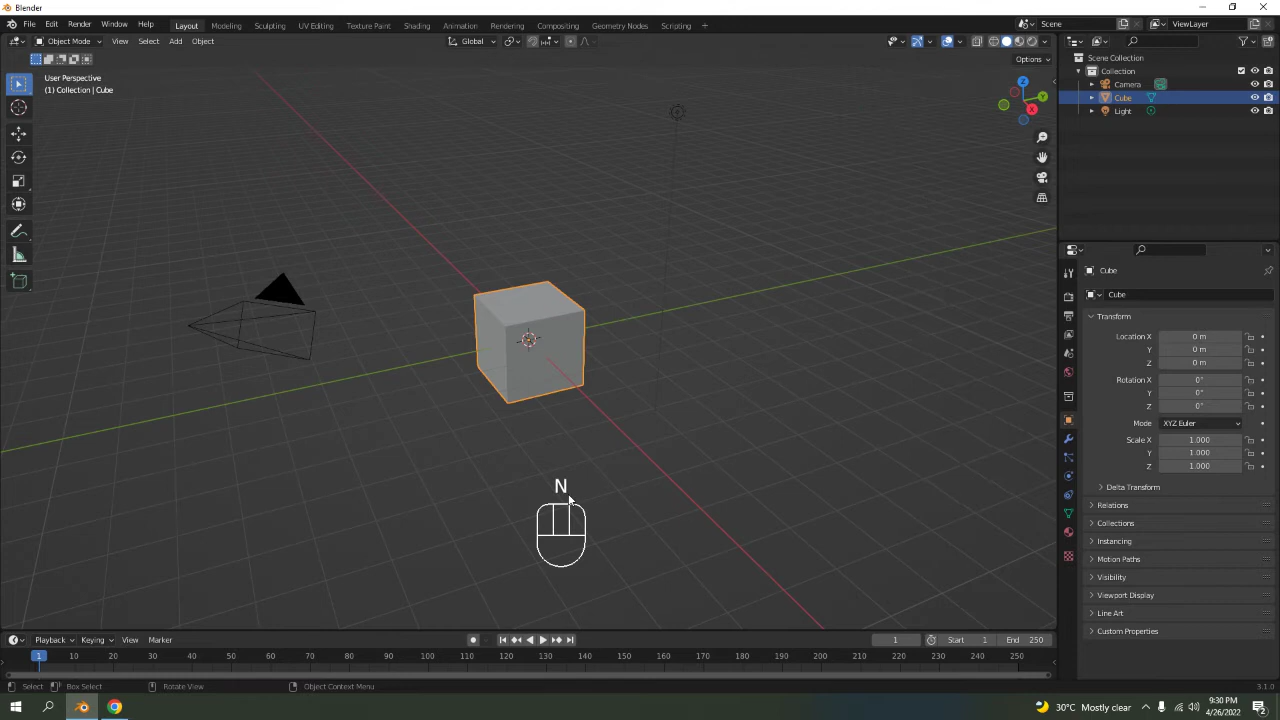 Blender
File Edit Render Window Help Layout Modeling Sculpting UV Editing Texture Paint Shading Animation Rendering Compositing Geometry Nodes Scripting + Scene ViewLayer
Object Mode View Select Add Object Global
Options
User Perspective
(1) Collection | Cube
Z
Y
X
Scene Collection
Collection
Camera
Cube
Light
N
Cube
Cube
Transform
Location X 0 m
Y 0 m
Z 0 m
Rotation X 0°
Y 0°
Z 0°
Mode XYZ Euler
Scale X 1.000
Y 1.000
Z 1.000
Delta Transform
Relations
Collections
Instancing
Motion Paths
Visibility
Viewport Display
Line Art
Custom Properties
Playback Keying View Marker 1 Start 1 End 250
1 10 20 30 40 50 60 70 80 90 100 110 120 130 140 150 160 170 180 190 200 210 220 230 240 250
Select Box Select Rotate View Object Context Menu 3.1.0
30°C Mostly clear 9:30 PM
4/26/2022
2